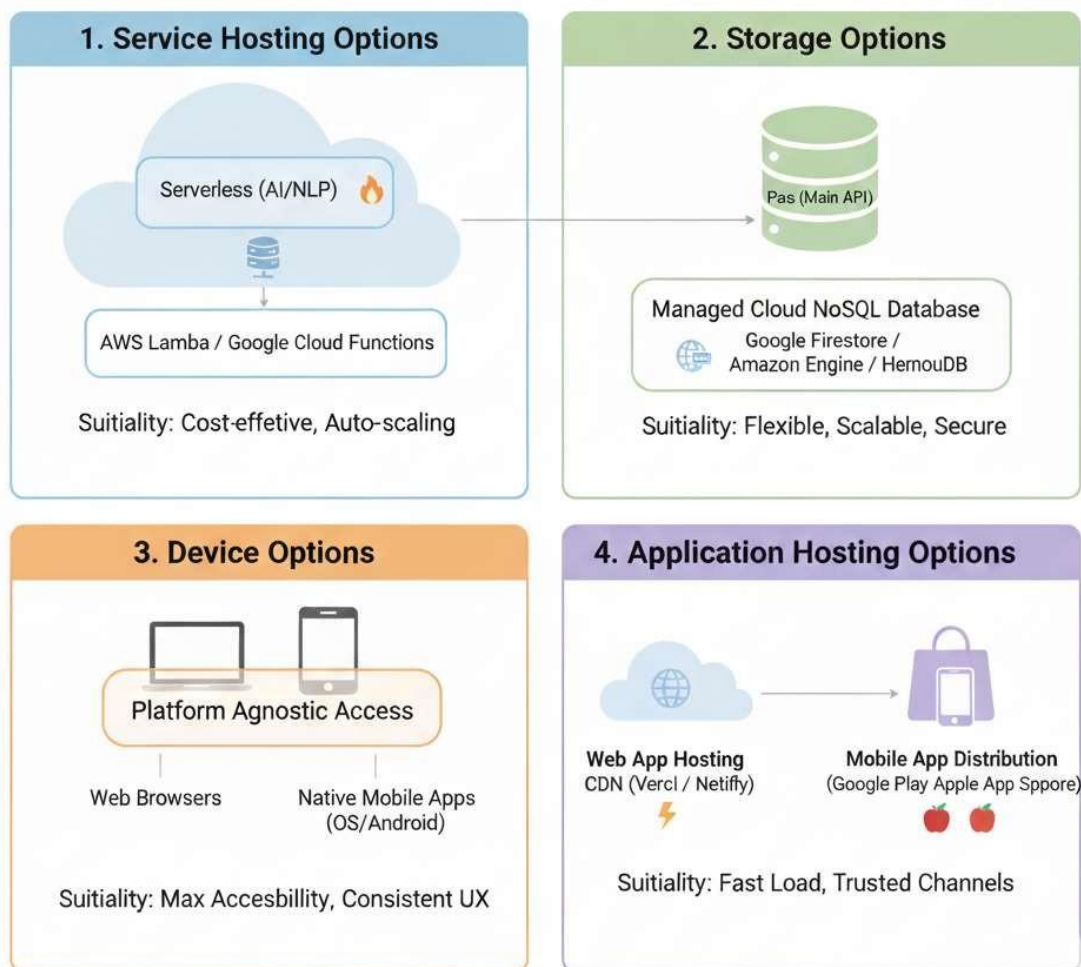 1. Service Hosting Options
Serverless (AI/NLP)
AWS Lamba / Google Cloud Functions
Suitiality: Cost-effetive, Auto-scaling
2. Storage Options
Pas (Main API)
Managed Cloud NoSQL Database
Google Firestore /
Amazon Engine / HernouDB
Suitiality: Flexible, Scalable, Secure
3. Device Options
Platform Agnostic Access
Web Browsers
Native Mobile Apps
(OS/Android)
Suitiality: Max Accesbillity, Consistent UX
4. Application Hosting Options
Web App Hosting
CDN (Vercl / Netiffy)
Mobile App Distribution
(Google Play Apple App Sppore)
Suitiality: Fast Load, Trusted Channels